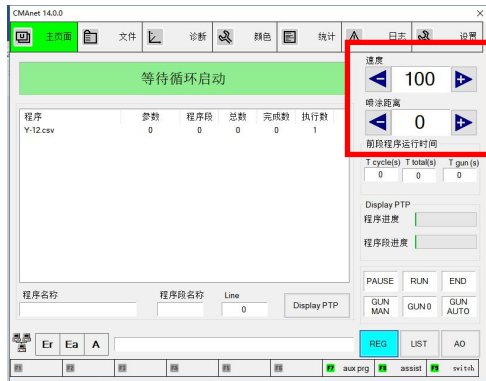 CMAnet 14.0.0
主页面 文件 诊断 颜色 统计 日志 设置
等待循环启动
速度
100
喷涂距离
0
前段程序运行时间
T cycle(s) T total(s) T gun (s)
0 0 0
程序 参数 程序段 总数 完成数 执行数
Y-12.csv 0 0 0 0 1
Display PTP
程序进度
程序段进度
程序名称 程序段名称 Line
0
Display PTP
PAUSE RUN END
GUN MAN GUN 0 GUN AUTO
Er Ea A
REG LIST AO
F1 F2 F3 F4 F5 F6 F7 aux prg F8 assist F9 switch